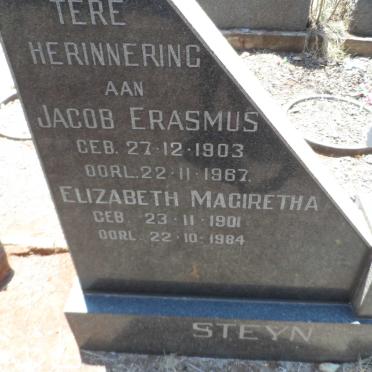 TERE
HERINNERING
AAN
JACOB ERASMUS
GEB. 27·12·1903
OORL. 22·11·1967.
ELIZABETH MAGIRETHA
GEB. 23·11·1901
OORL. 22·10·1984
STEYN